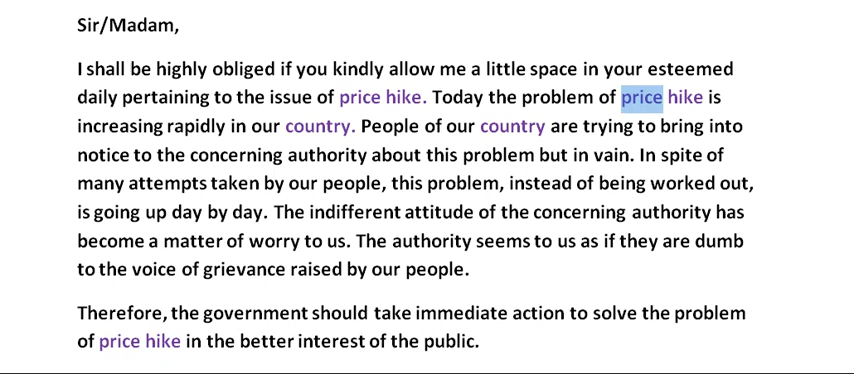 Sir/Madam,
I shall be highly obliged if you kindly allow me a little space in your esteemed
daily pertaining to the issue of price hike. Today the problem of price hike is
increasing rapidly in our country. People of our country are trying to bring into
notice to the concerning authority about this problem but in vain. In spite of
many attempts taken by our people, this problem, instead of being worked out,
is going up day by day. The indifferent attitude of the concerning authority has
become a matter of worry to us. The authority seems to us as if they are dumb
to the voice of grievance raised by our people.
Therefore, the government should take immediate action to solve the problem
of price hike in the better interest of the public.